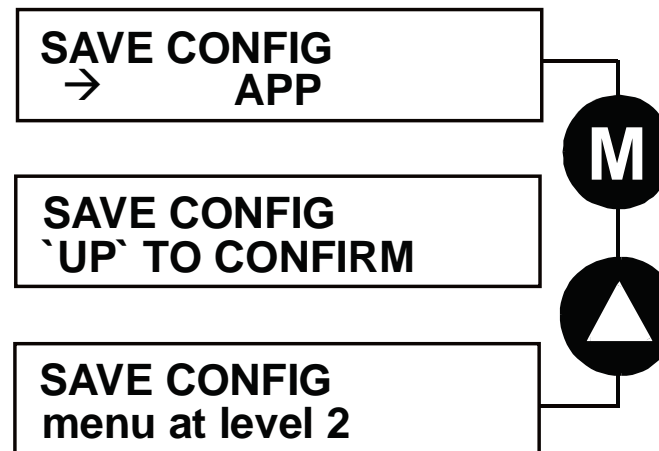 SAVE CONFIG
→ APP
M
SAVE CONFIG
`UP` TO CONFIRM
SAVE CONFIG
menu at level 2